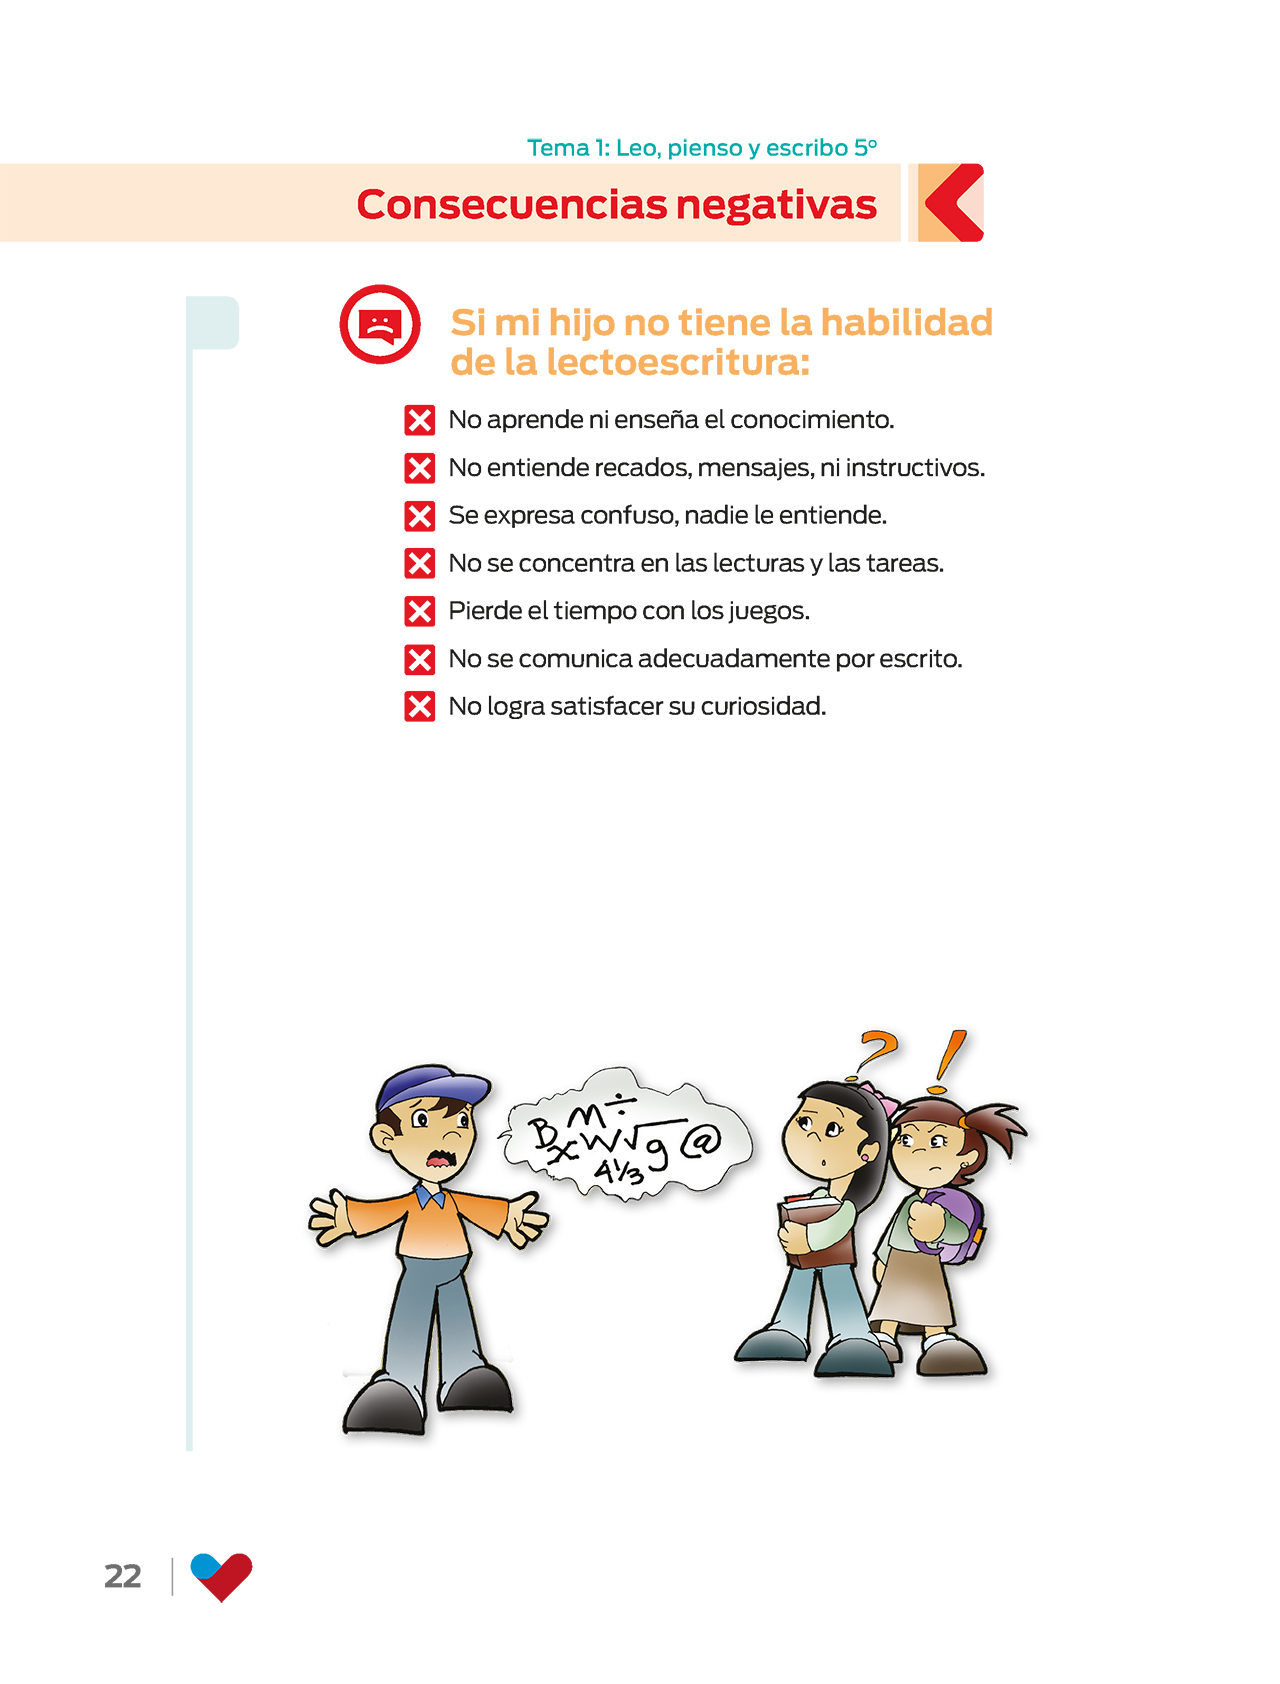 Tema 1: Leo, pienso y escribo 5º
Consecuencias negativas
Si mi hijo no tiene la habilidad
de la lectoescritura:
No aprende ni enseña el conocimiento.
No entiende recados, mensajes, ni instructivos.
Se expresa confuso, nadie le entiende.
No se concentra en las lecturas y las tareas.
Pierde el tiempo con los juegos.
No se comunica adecuadamente por escrito.
No logra satisfacer su curiosidad.
? !
B M ÷
x W √g @
4 1/3
22